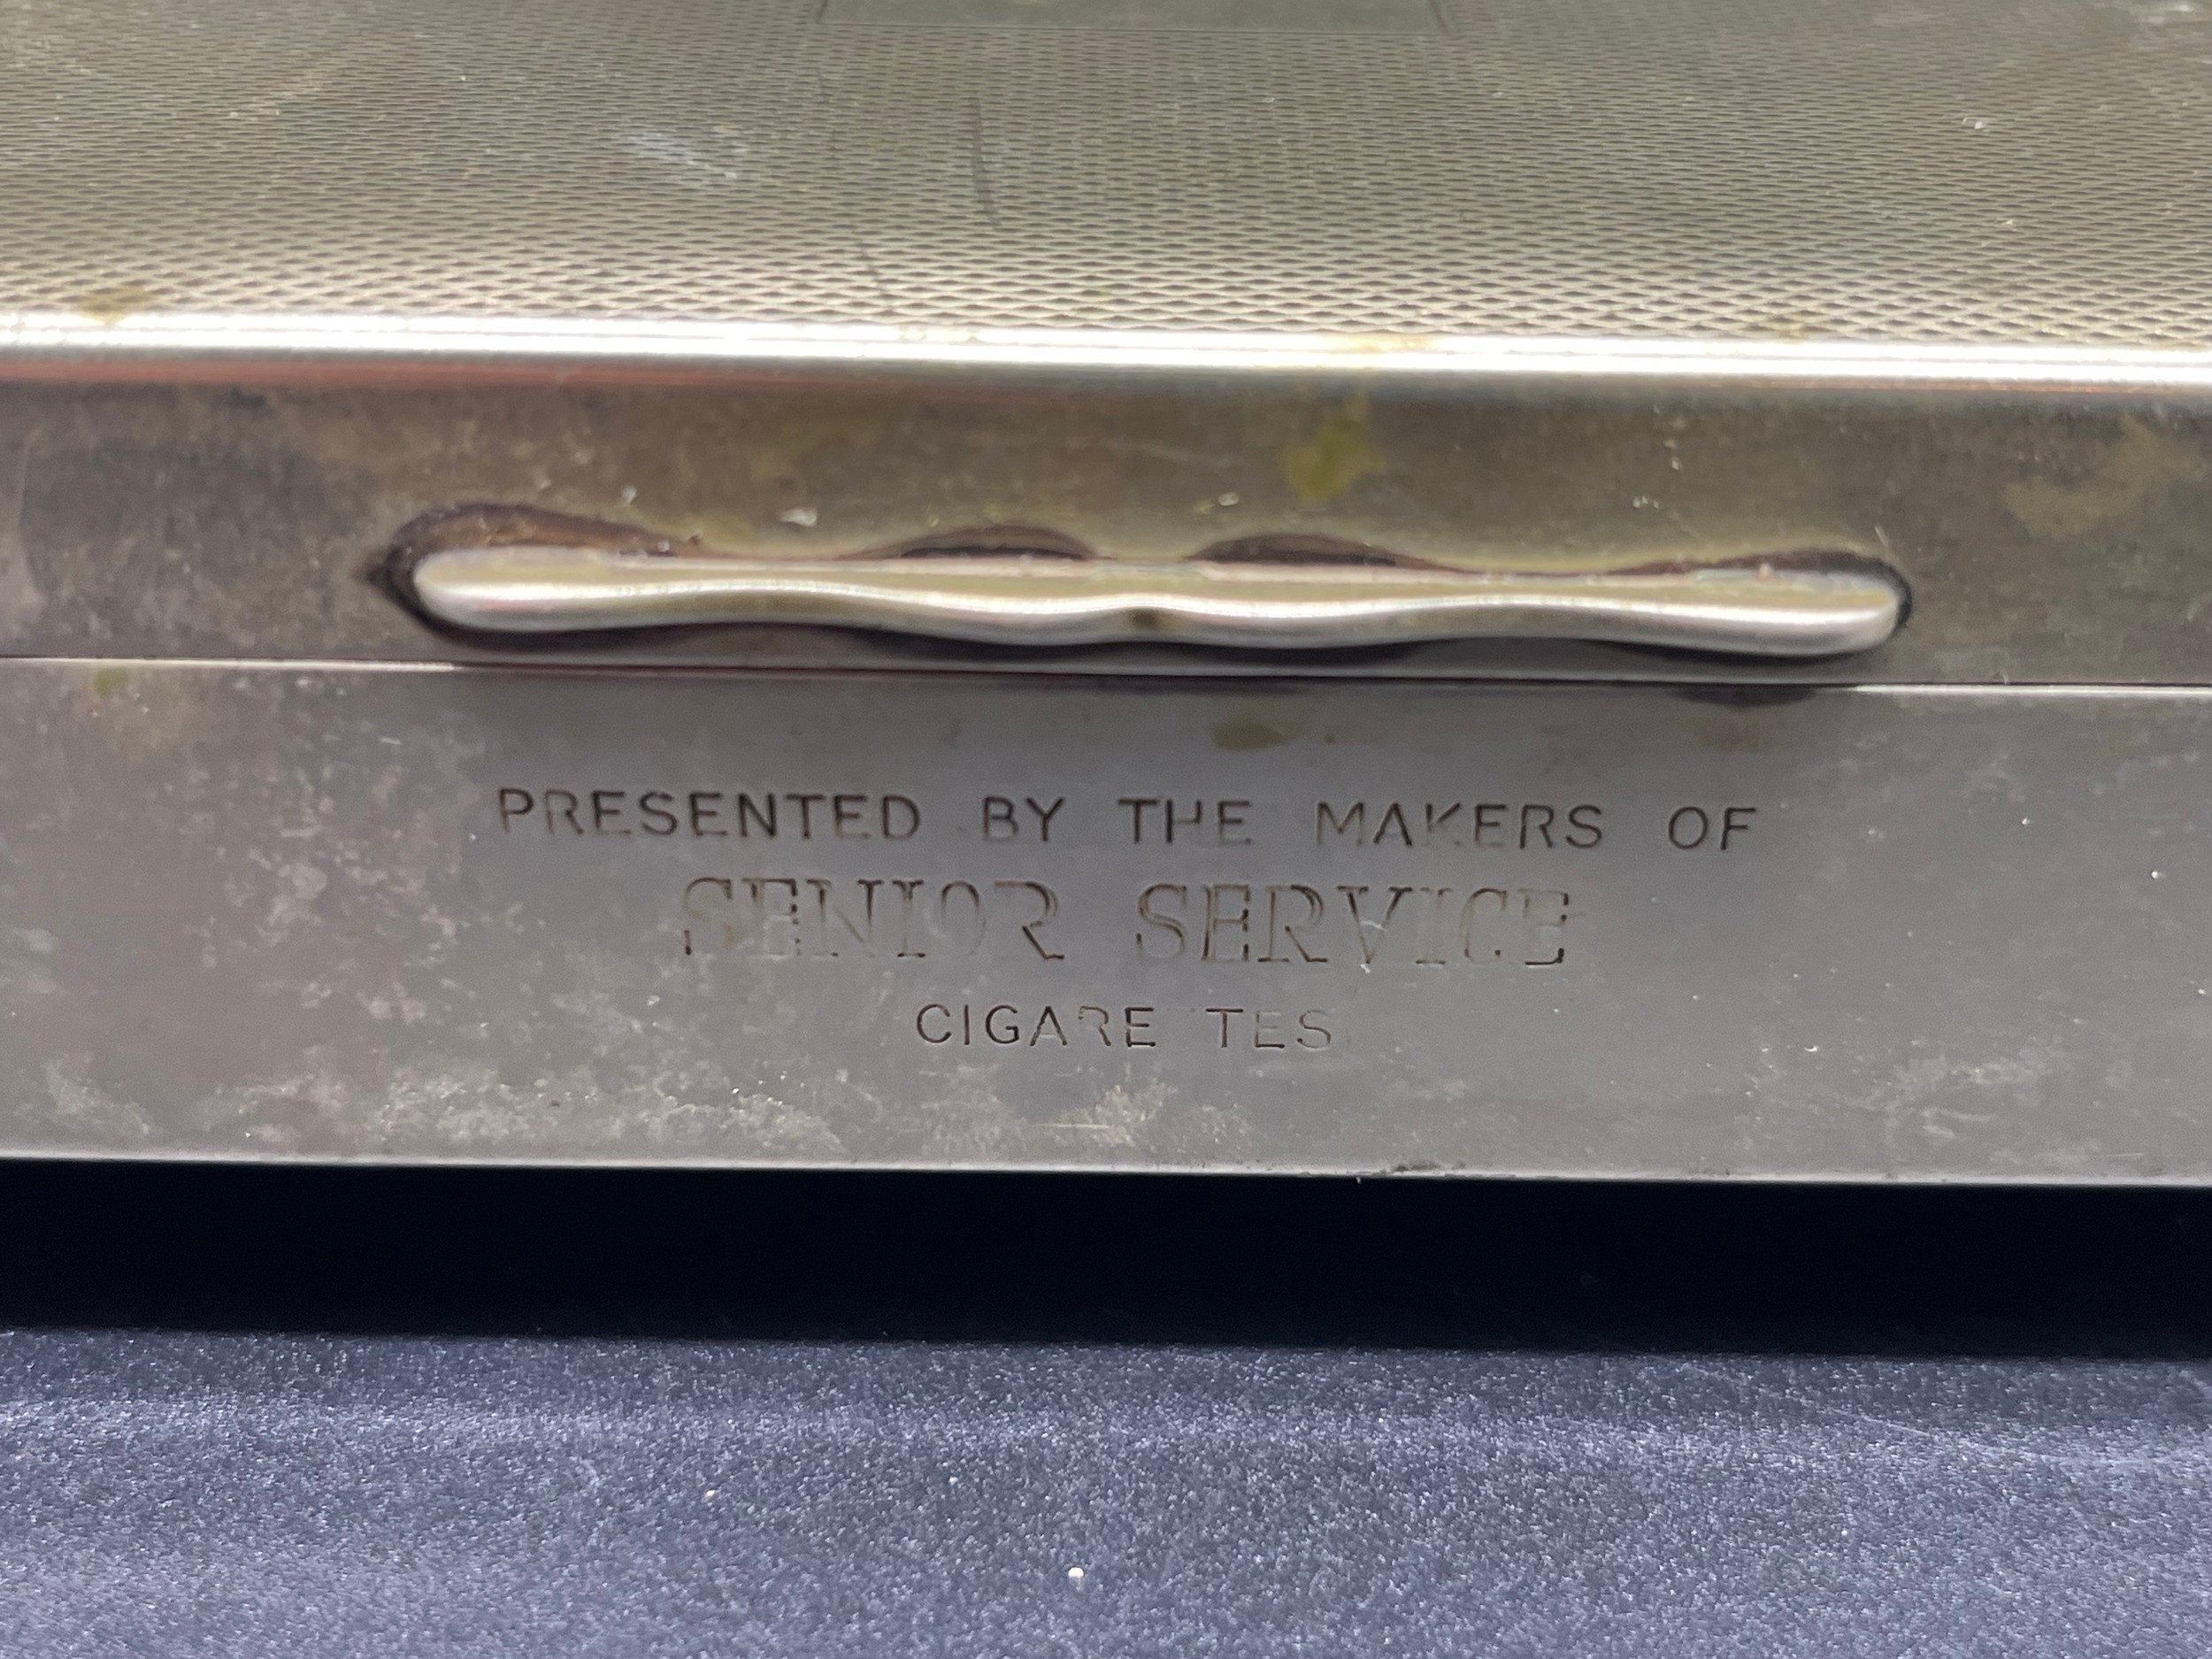 PRESENTED BY THE MAKERS OF
SENIOR SERVICE
CIGARETTES